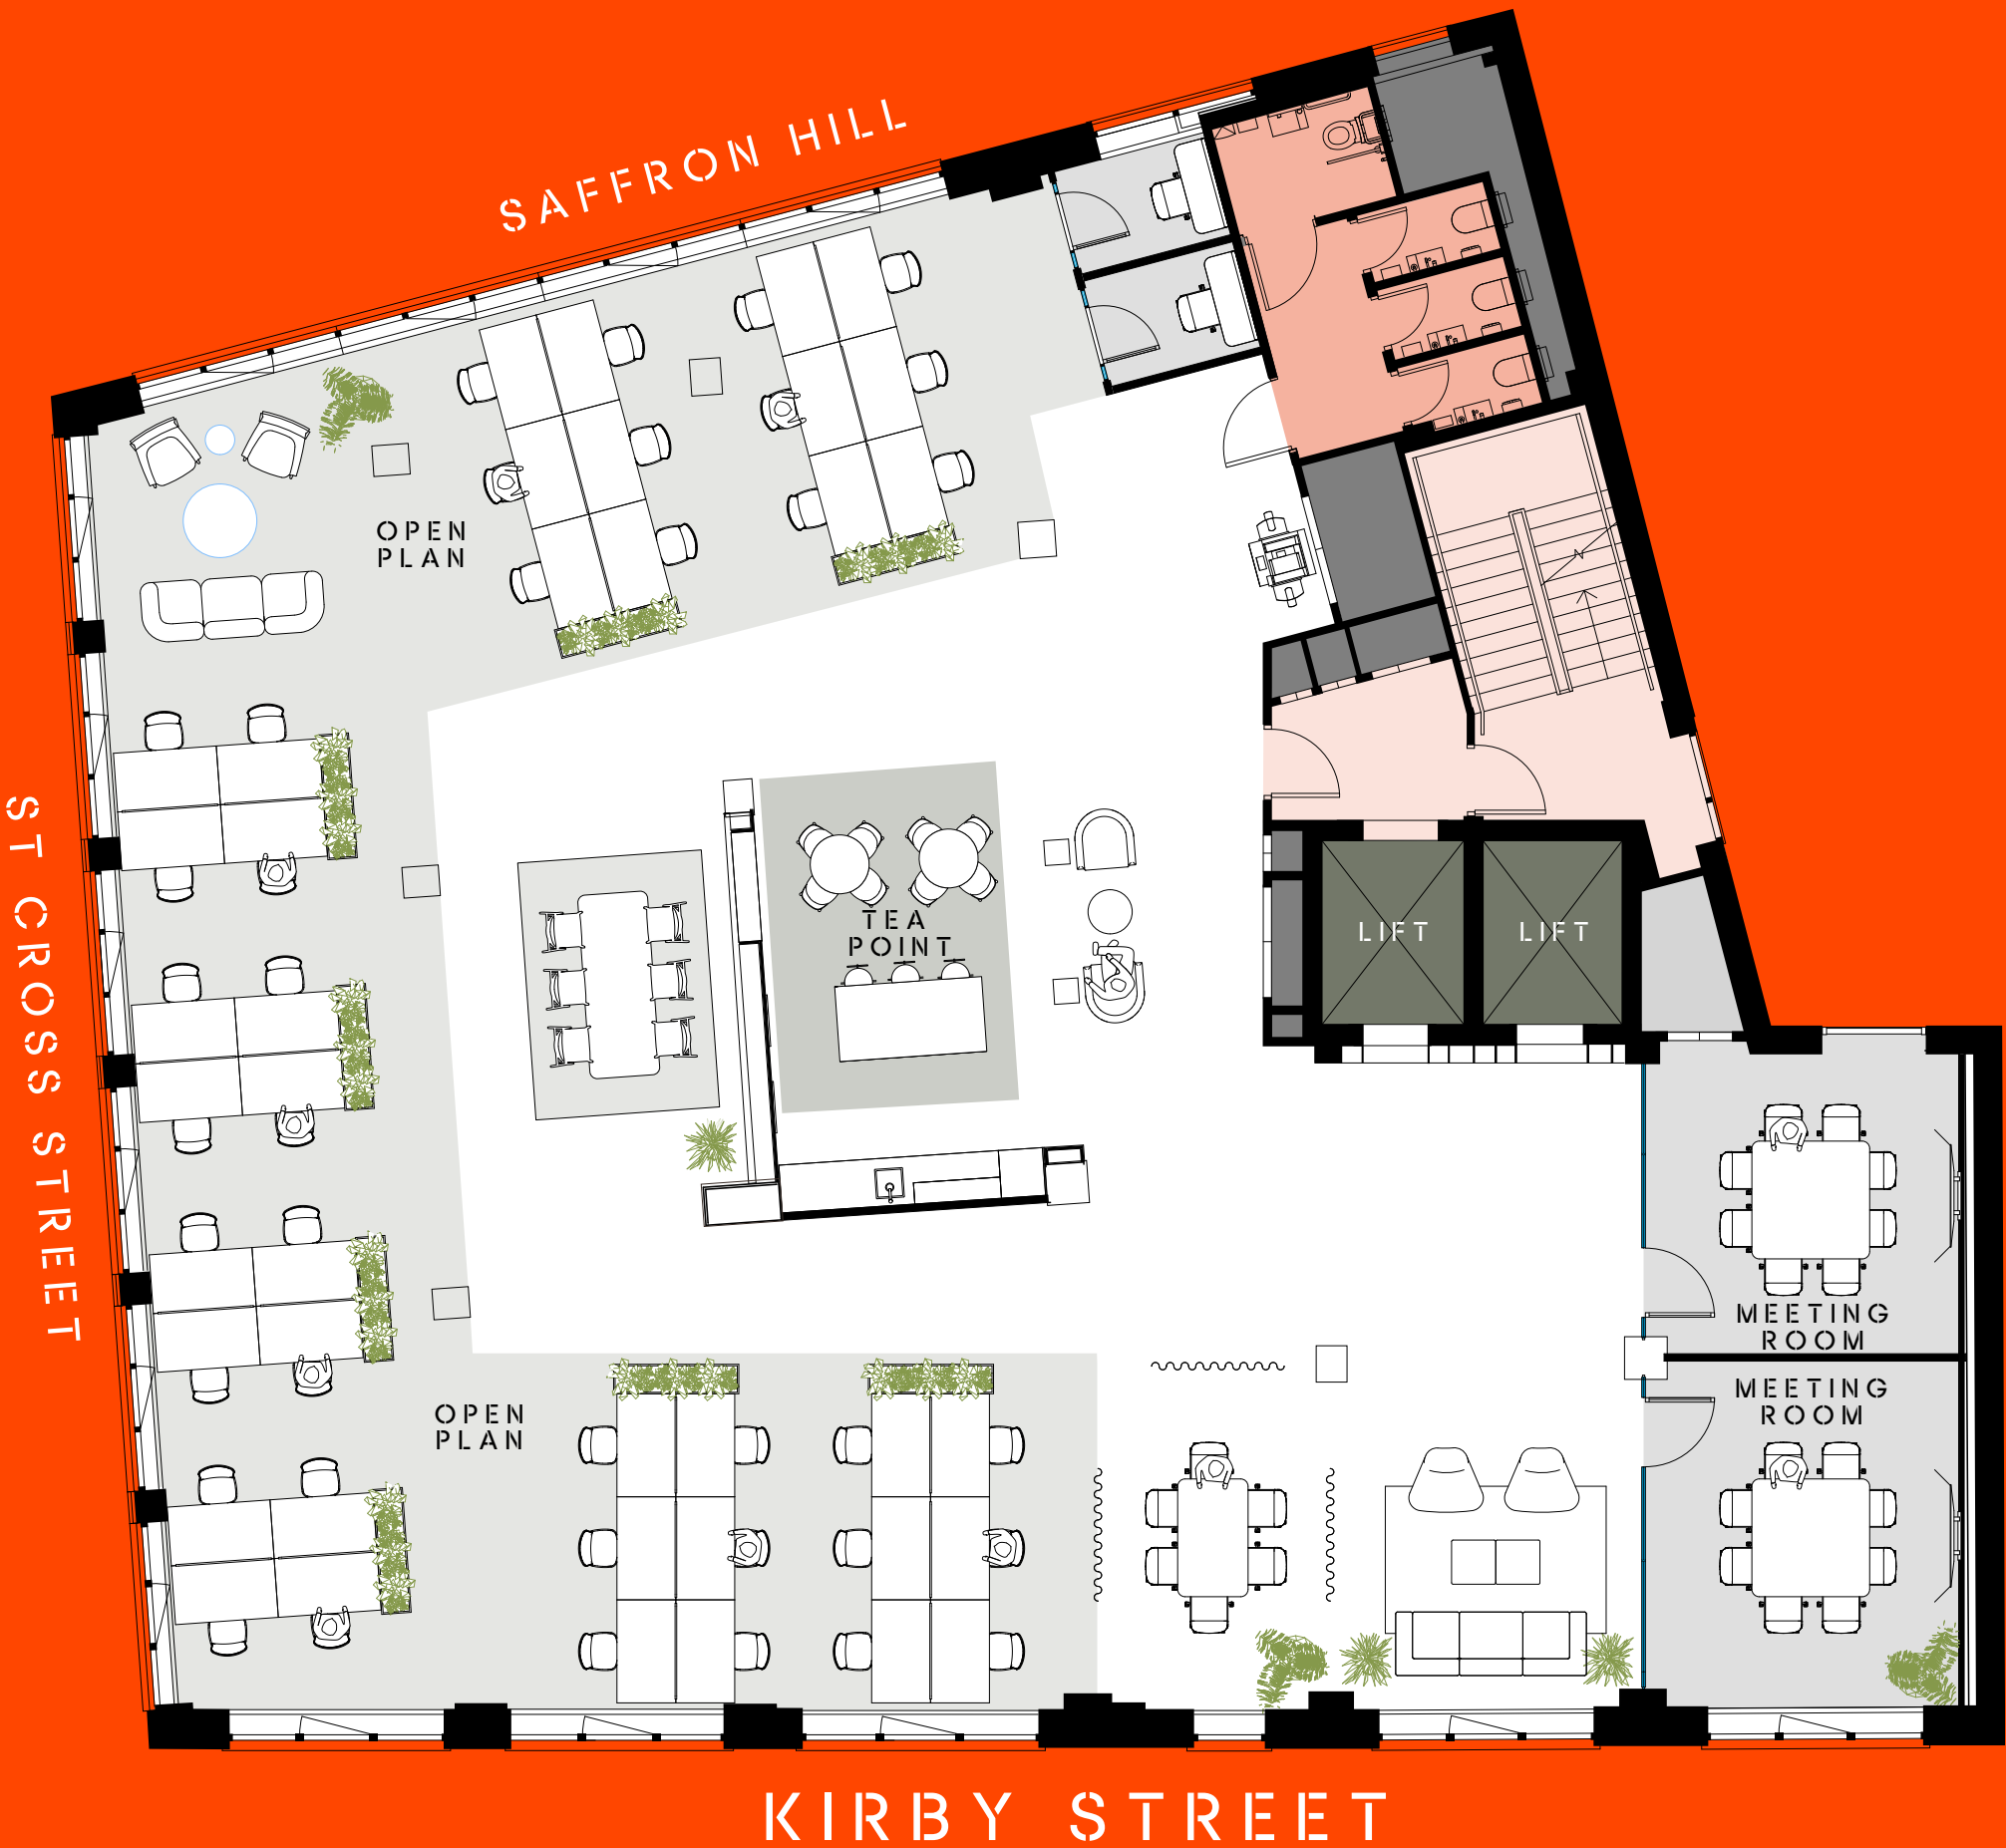 SAFFRON HILL
OPEN
PLAN
ST CROSS STREET
TEA
POINT
LIFT
LIFT
MEETING
ROOM
MEETING
ROOM
OPEN
PLAN
KIRBY STREET